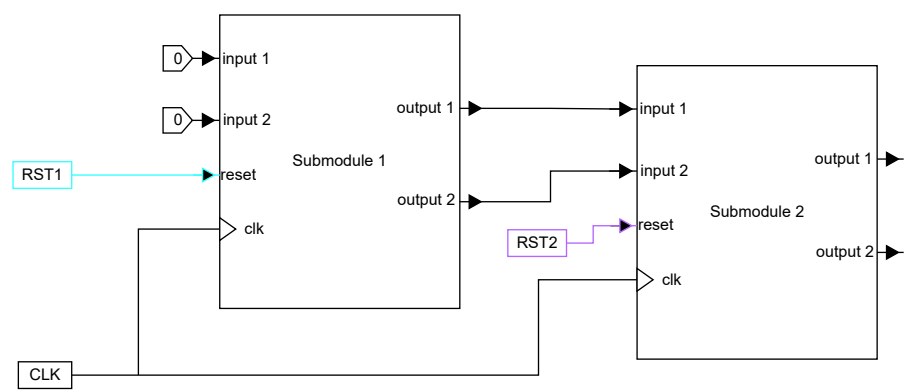 0
input 1
0
input 2
output 1
input 1
Submodule 1
output 1
input 2
RST1
reset
output 2
Submodule 2
reset
clk
RST2
output 2
clk
CLK